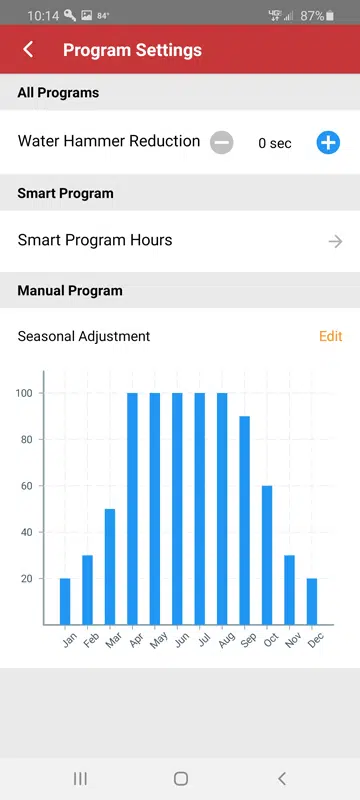 10:14 84° 87%
Program Settings
All Programs
Water Hammer Reduction 0 sec
Smart Program
Smart Program Hours
Manual Program
Seasonal Adjustment Edit
100
80
60
40
20
Jan Feb Mar Apr May Jun Jul Aug Sep Oct Nov Dec